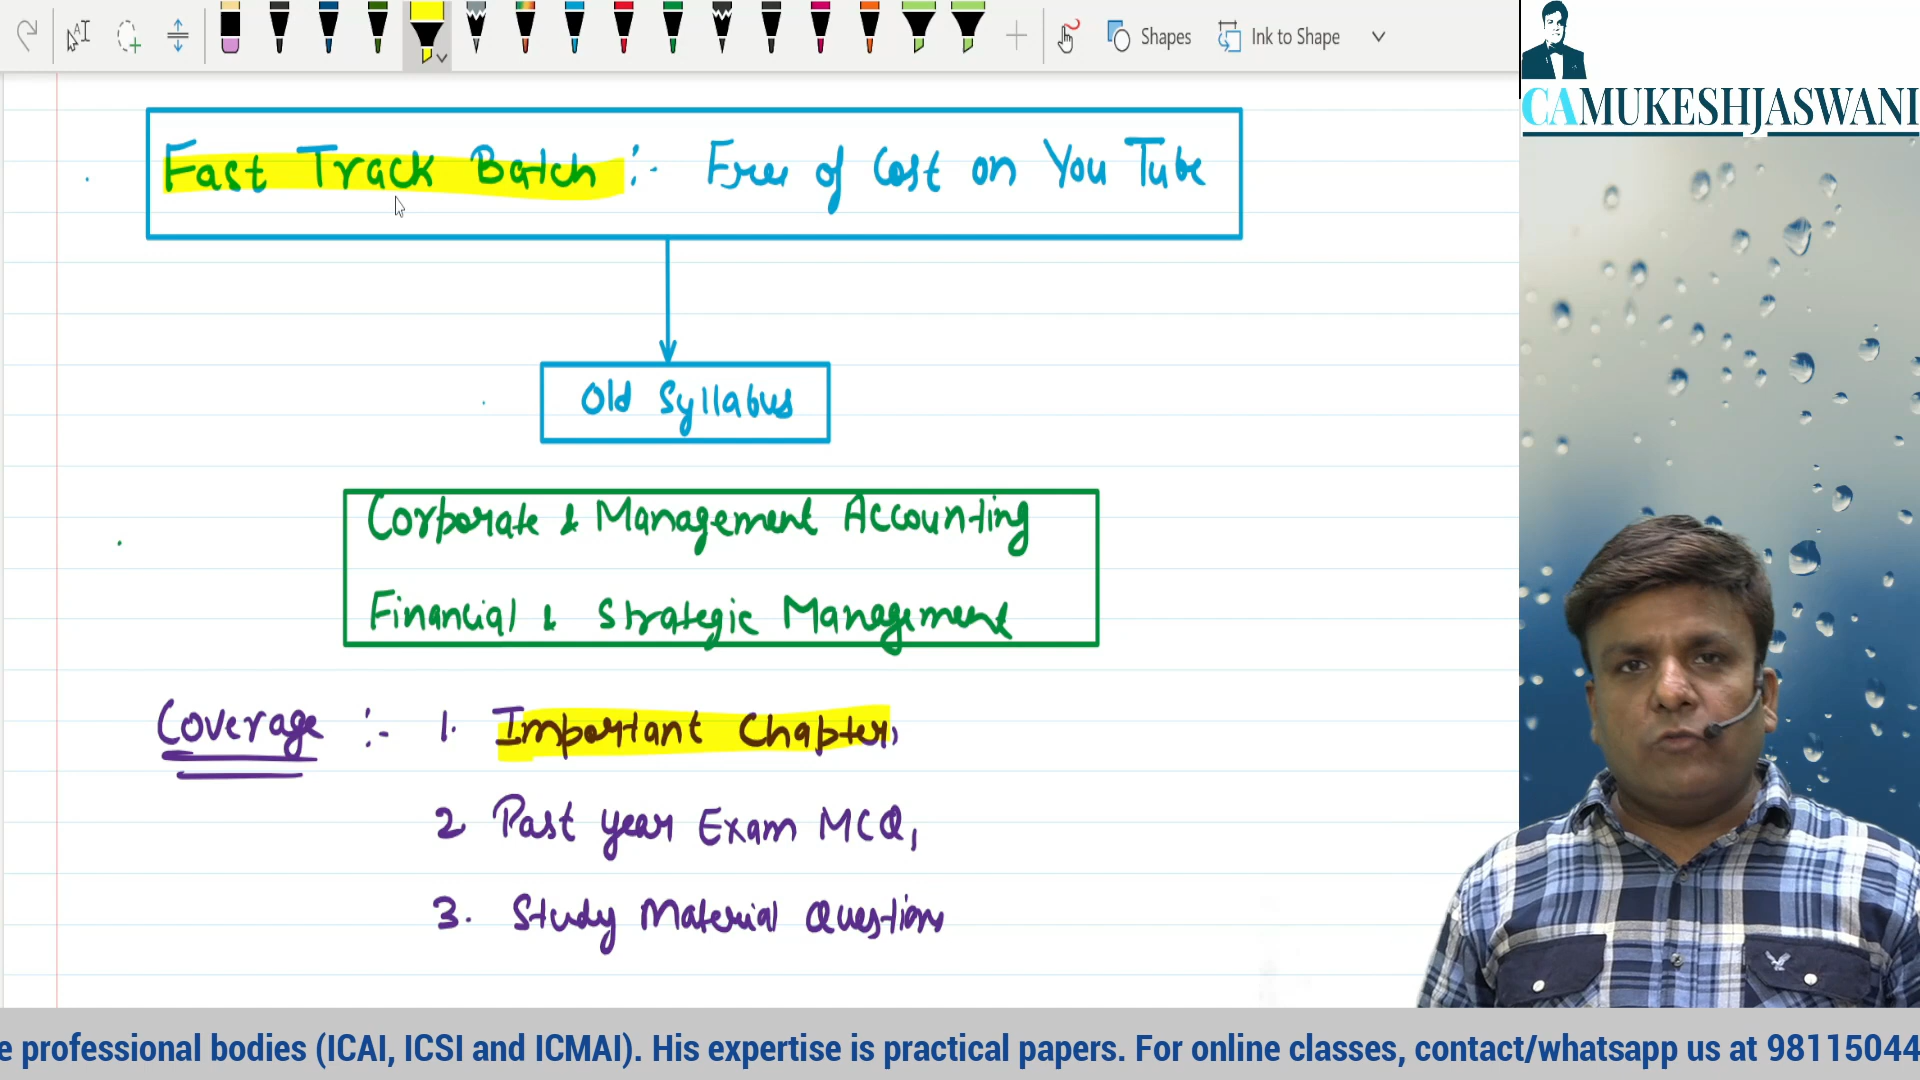 Shapes
Ink to Shape
CAMUKESHJASWANI
Fast Track Batch :- Free of Cost on You Tube
Old Syllabus
Corporate & Management Accounting
Financial & Strategic Management
Coverage :- 1. Important Chapter,
2 Past year Exam MCQ,
3. Study Material Questions
e professional bodies (ICAI, ICSI and ICMAI). His expertise is practical papers. For online classes, contact/whatsapp us at 98115044